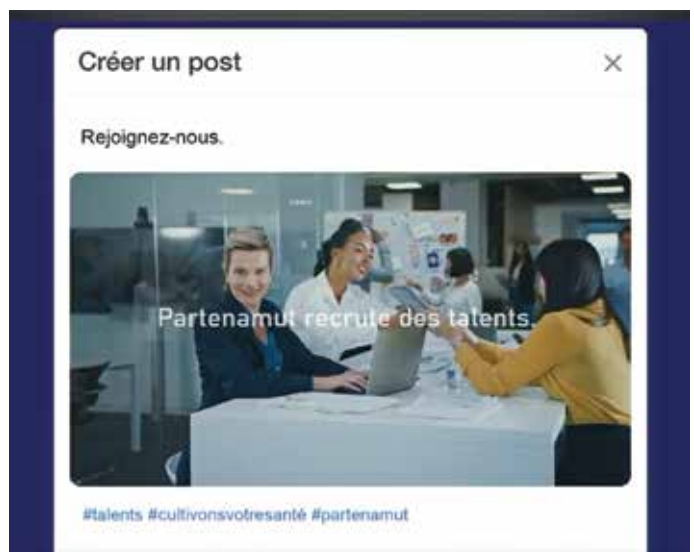 Créer un post
Rejoignez-nous.
Partenamut recrute des talents.
#talents #cultivonsvotresanté #partenamut